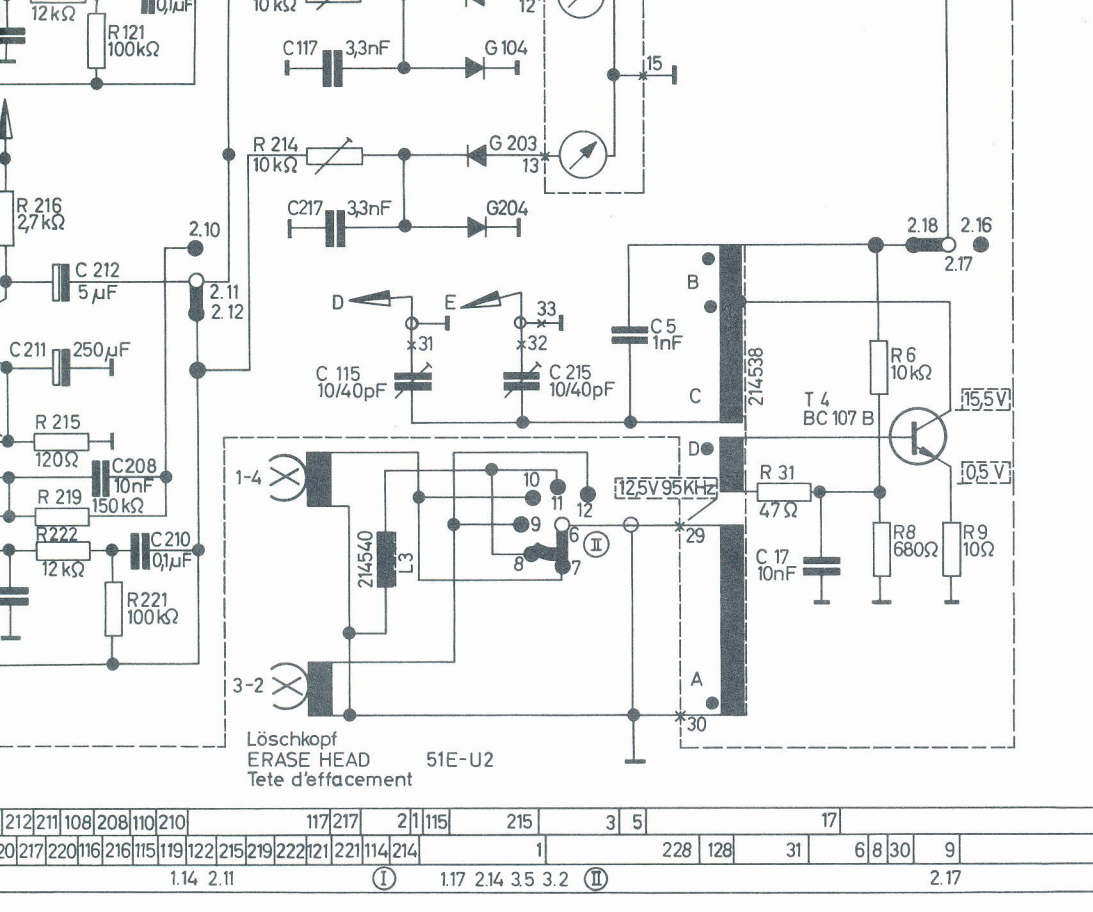 12kΩ
0,1µF
10kΩ
12
R121
100kΩ
C117
3,3nF
G104
15
R 214
10kΩ
G 203
13
R 216
2,7kΩ
C217
3,3nF
G204
2.10
2.18
2.16
2.17
C 212
5µF
2.11
2.12
B
D
E
33
31
32
C 5
1nF
C211
250µF
C 115
10/40pF
C 215
10/40pF
C
214538
R6
10kΩ
T 4
BC 107 B
15,5V
R 215
120Ω
D
C208
10nF
1-4
10
11
12
12,5V 95KHz
R 31
47Ω
0,5 V
150kΩ
R 219
9
6
II
29
R222
12kΩ
C210
0,1µF
214540
L3
8
7
C 17
10nF
R8
680Ω
R9
10Ω
R221
100kΩ
3-2
A
30
Löschkopf
ERASE HEAD 51E-U2
Tete d'effacement
212 211 108 208 110 210 117 217 2 1 115 215 3 5 17
20 217 220 116 216 115 119 122 215 219 222 121 221 114 214 1 228 128 31 6 8 30 9
1.14 2.11 I 1.17 2.14 3.5 3.2 II 2.17